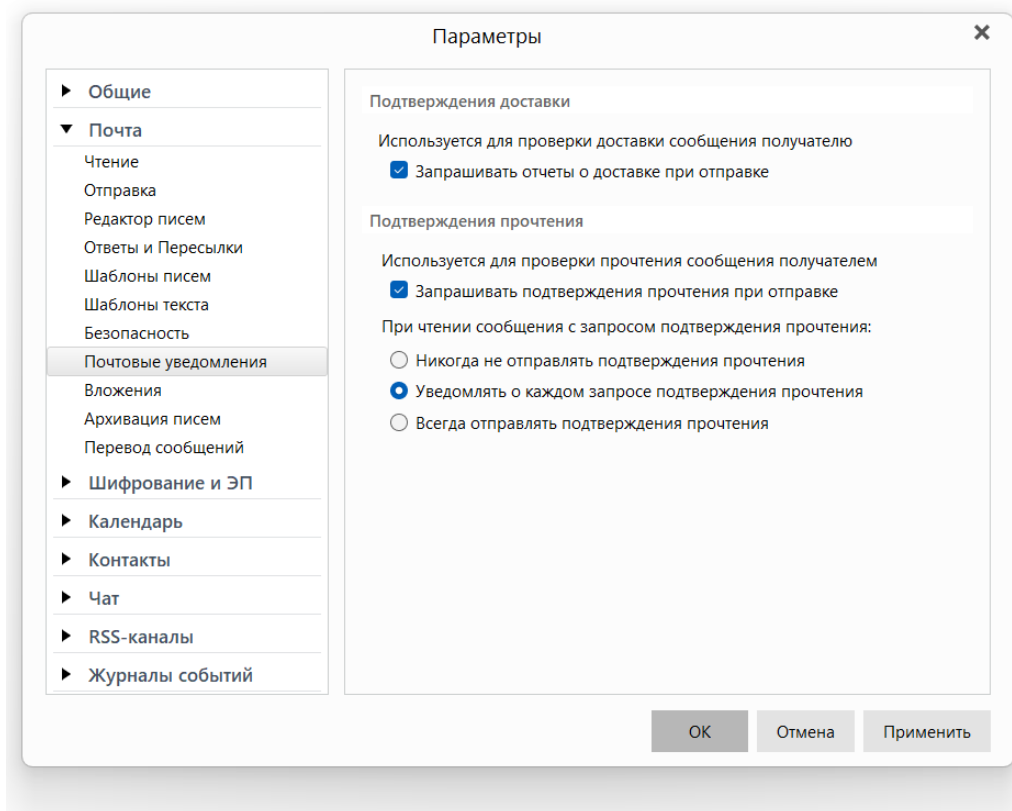 Параметры
Общие
Почта
Чтение
Отправка
Редактор писем
Ответы и Пересылки
Шаблоны писем
Шаблоны текста
Безопасность
Почтовые уведомления
Вложения
Архивация писем
Перевод сообщений
Шифрование и ЭП
Календарь
Контакты
Чат
RSS-каналы
Журналы событий
Подтверждения доставки
Используется для проверки доставки сообщения получателю
Запрашивать отчеты о доставке при отправке
Подтверждения прочтения
Используется для проверки прочтения сообщения получателем
Запрашивать подтверждения прочтения при отправке
При чтении сообщения с запросом подтверждения прочтения:
Никогда не отправлять подтверждения прочтения
Уведомлять о каждом запросе подтверждения прочтения
Всегда отправлять подтверждения прочтения
ОК
Отмена
Применить